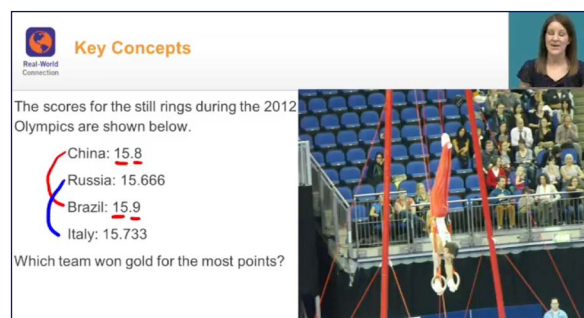 Key Concepts
Real-World
Connection
The scores for the still rings during the 2012
Olympics are shown below.
China: 15.8
Russia: 15.666
Brazil: 15.9
Italy: 15.733
Which team won gold for the most points?